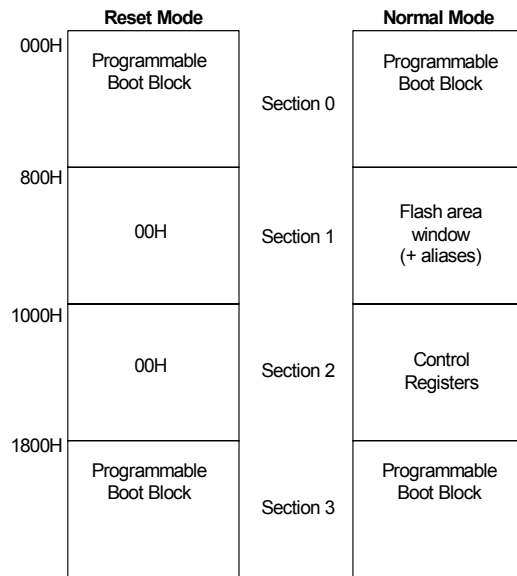 Reset Mode
Normal Mode
000H
Programmable
Boot Block
Section 0
Programmable
Boot Block
800H
00H
Section 1
Flash area
window
(+ aliases)
1000H
00H
Section 2
Control
Registers
1800H
Programmable
Boot Block
Section 3
Programmable
Boot Block